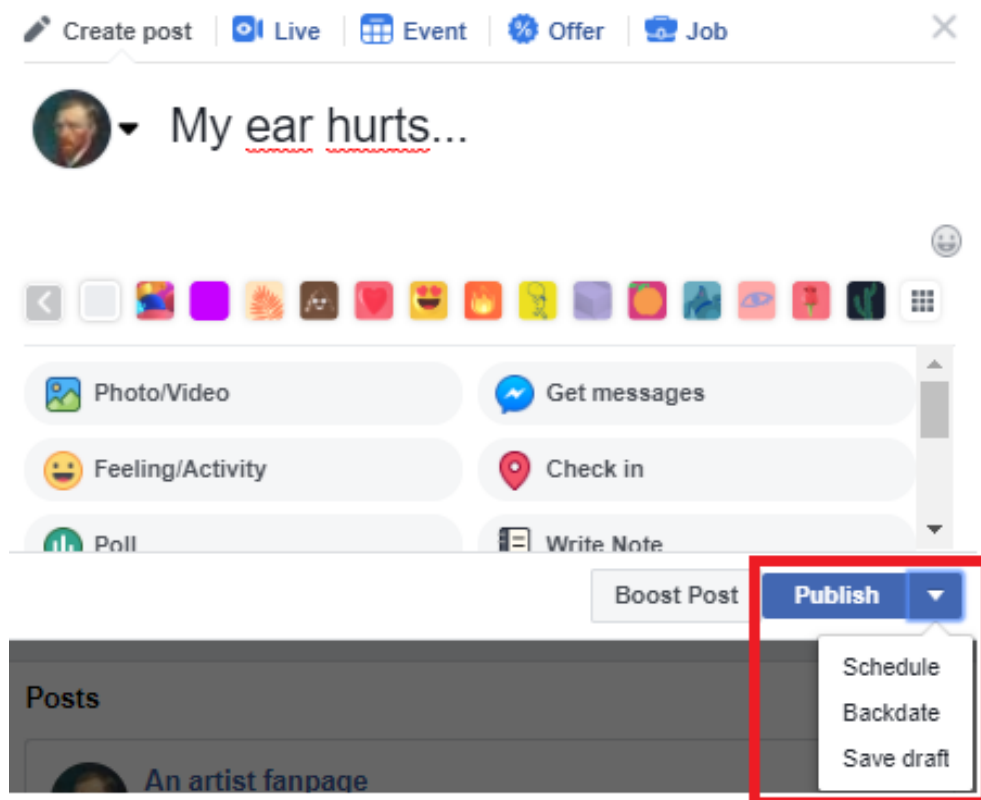 Create post Live Event Offer Job
My ear hurts...
Photo/Video Get messages
Feeling/Activity Check in
Poll Write Note
Boost Post Publish
Schedule
Posts
Backdate
Save draft
An artist fanpage